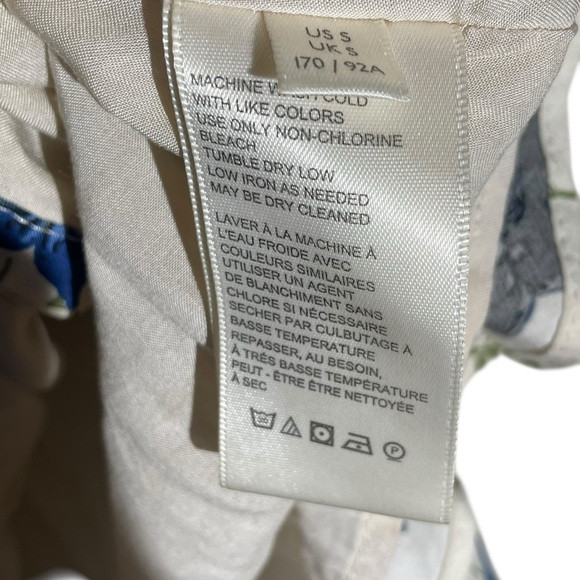 US S
UK S
170 / 92A
MACHINE WASH COLD
WITH LIKE COLORS
USE ONLY NON-CHLORINE
BLEACH
TUMBLE DRY LOW
LOW IRON AS NEEDED
MAY BE DRY CLEANED
LAVER À LA MACHINE À
L'EAU FROIDE AVEC
COULEURS SIMILAIRES
UTILISER UN AGENT
DE BLANCHIMENT SANS
CHLORE SI NÉCESSAIRE
SECHER PAR CULBUTAGE À
BASSE TEMPERATURE
REPASSER, AU BESOIN,
À TRÉS BASSE TEMPÉRATURE
PEUT - ÊTRE ÊTRE NETTOYÉE
À SEC
P